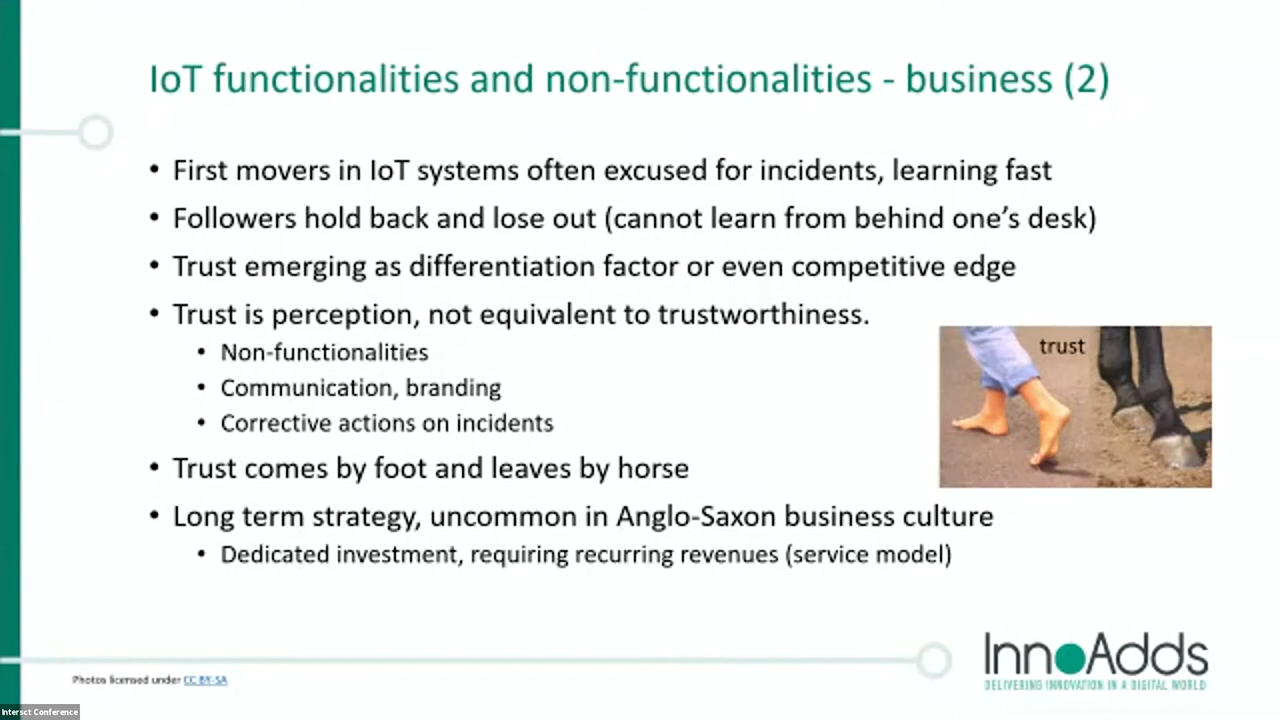 IoT functionalities and non-functionalities - business (2)
• First movers in IoT systems often excused for incidents, learning fast
• Followers hold back and lose out (cannot learn from behind one's desk)
• Trust emerging as differentiation factor or even competitive edge
• Trust is perception, not equivalent to trustworthiness.
• Non-functionalities
• Communication, branding
• Corrective actions on incidents
trust
• Trust comes by foot and leaves by horse
• Long term strategy, uncommon in Anglo-Saxon business culture
• Dedicated investment, requiring recurring revenues (service model)
InnoAdds
DELIVERING INNOVATION IN A DIGITAL WORLD
Photos licensed under CC BY-SA
Intersct Conference